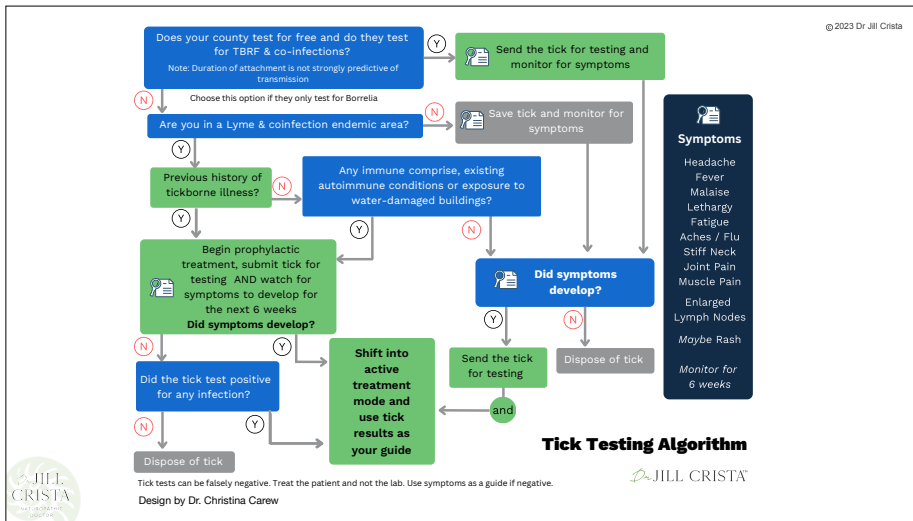 © 2023 Dr Jill Crista
Does your county test for free and do they test
for TBRF & co-infections?
Note: Duration of attachment is not strongly predictive of
transmission
Y
Send the tick for testing and
monitor for symptoms
N
Choose this option if they only test for Borrelia
Are you in a Lyme & coinfection endemic area?
N
Save tick and monitor for
symptoms
Y
Previous history of
tickborne illness?
N
Any immune comprise, existing
autoimmune conditions or exposure to
water-damaged buildings?
Y
Y
N
Begin prophylactic
treatment, submit tick for
testing AND watch for
symptoms to develop for
the next 6 weeks
Did symptoms develop?
Did symptoms
develop?
Y
N
N
Y
Send the tick
for testing
Dispose of tick
and
Shift into
active
treatment
mode and
use tick
results as
your guide
Did the tick test positive
for any infection?
N
Y
Dispose of tick
Symptoms
Headache
Fever
Malaise
Lethargy
Fatigue
Aches / Flu
Stiff Neck
Joint Pain
Muscle Pain
Enlarged
Lymph Nodes
Maybe Rash
Monitor for
6 weeks
Tick Testing Algorithm
Dr JILL CRISTA™
Tick tests can be falsely negative. Treat the patient and not the lab. Use symptoms as a guide if negative.
Design by Dr. Christina Carew
Dr. JILL
CRISTA
NATUROPATHIC
DOCTOR